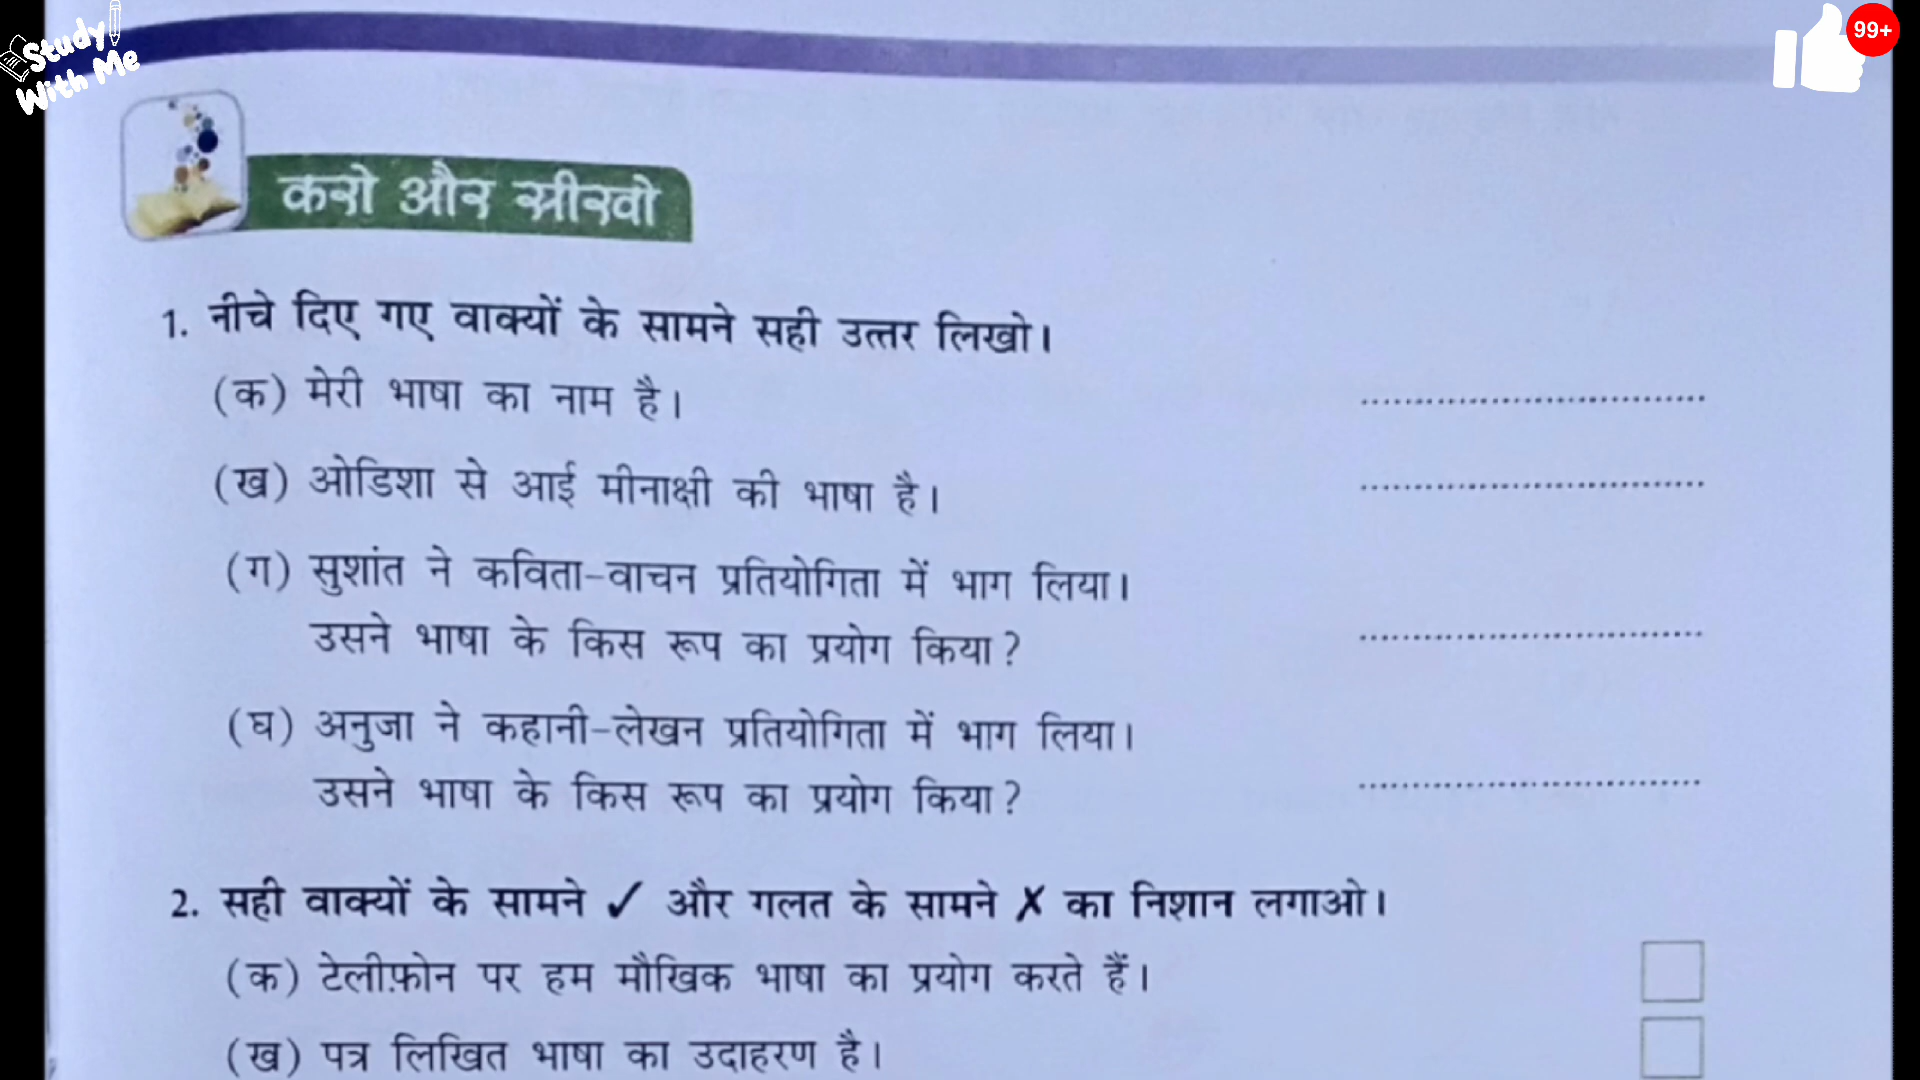 Study
With Me
99+
करो और सीखो
1. नीचे दिए गए वाक्यों के सामने सही उत्तर लिखो।
(क) मेरी भाषा का नाम है। ................................
(ख) ओडिशा से आई मीनाक्षी की भाषा है। ................................
(ग) सुशांत ने कविता-वाचन प्रतियोगिता में भाग लिया।
उसने भाषा के किस रूप का प्रयोग किया? ................................
(घ) अनुजा ने कहानी-लेखन प्रतियोगिता में भाग लिया।
उसने भाषा के किस रूप का प्रयोग किया? ................................
2. सही वाक्यों के सामने ✓ और गलत के सामने ✗ का निशान लगाओ।
(क) टेलीफ़ोन पर हम मौखिक भाषा का प्रयोग करते हैं।
(ख) पत्र लिखित भाषा का उदाहरण है।